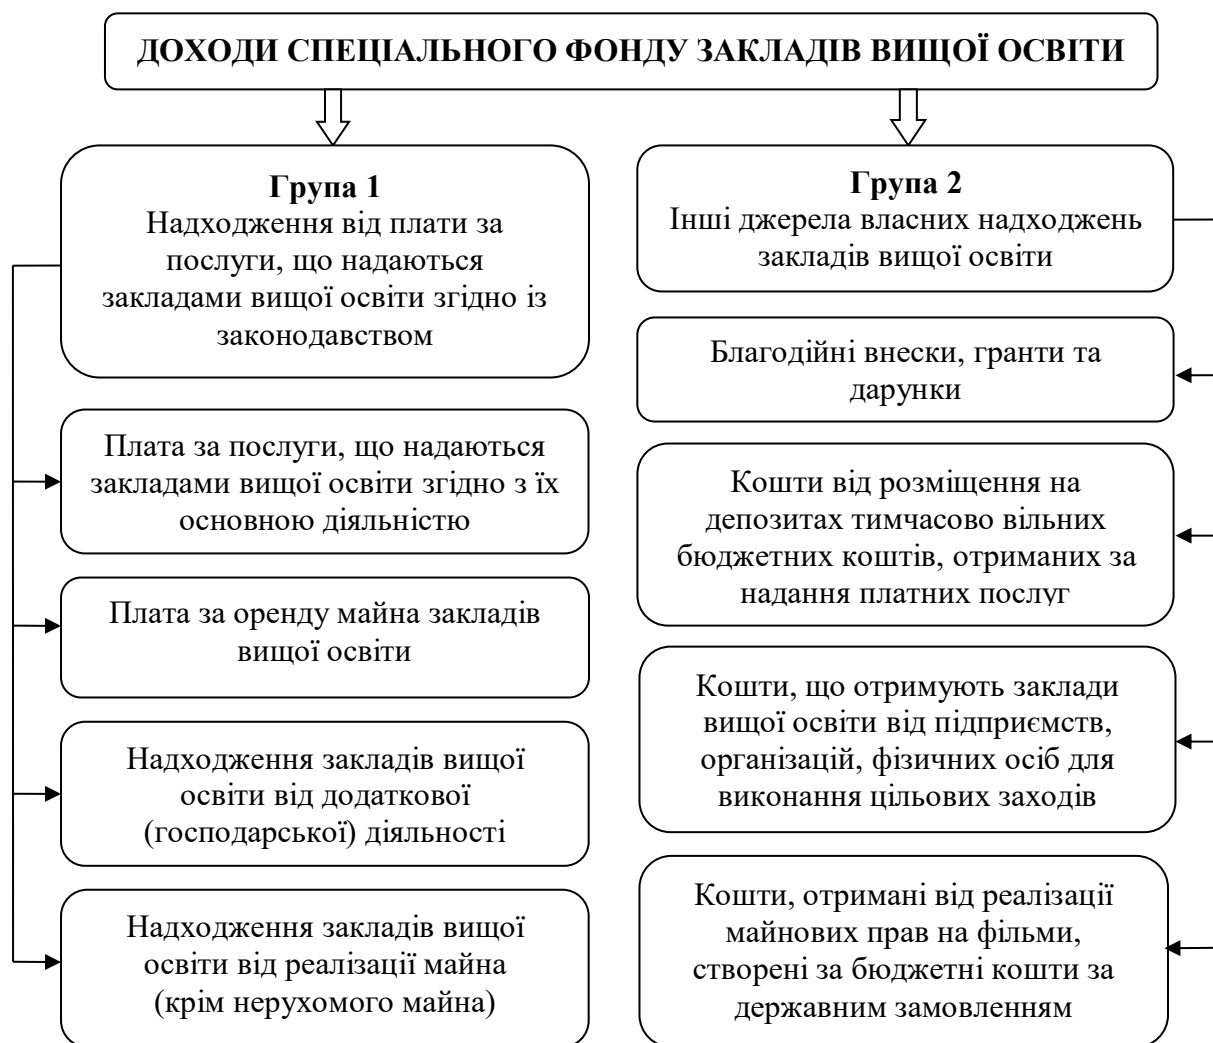 ДОХОДИ СПЕЦІАЛЬНОГО ФОНДУ ЗАКЛАДІВ ВИЩОЇ ОСВІТИ
Група 1
Надходження від плати за
послуги, що надаються
закладами вищої освіти згідно із
законодавством
Плата за послуги, що надаються
закладами вищої освіти згідно з їх
основною діяльністю
Плата за оренду майна закладів
вищої освіти
Надходження закладів вищої
освіти від додаткової
(господарської) діяльності
Надходження закладів вищої
освіти від реалізації майна
(крім нерухомого майна)
Група 2
Інші джерела власних надходжень
закладів вищої освіти
Благодійні внески, гранти та
дарунки
Кошти від розміщення на
депозитах тимчасово вільних
бюджетних коштів, отриманих за
надання платних послуг
Кошти, що отримують заклади
вищої освіти від підприємств,
організацій, фізичних осіб для
виконання цільових заходів
Кошти, отримані від реалізації
майнових прав на фільми,
створені за бюджетні кошти за
державним замовленням